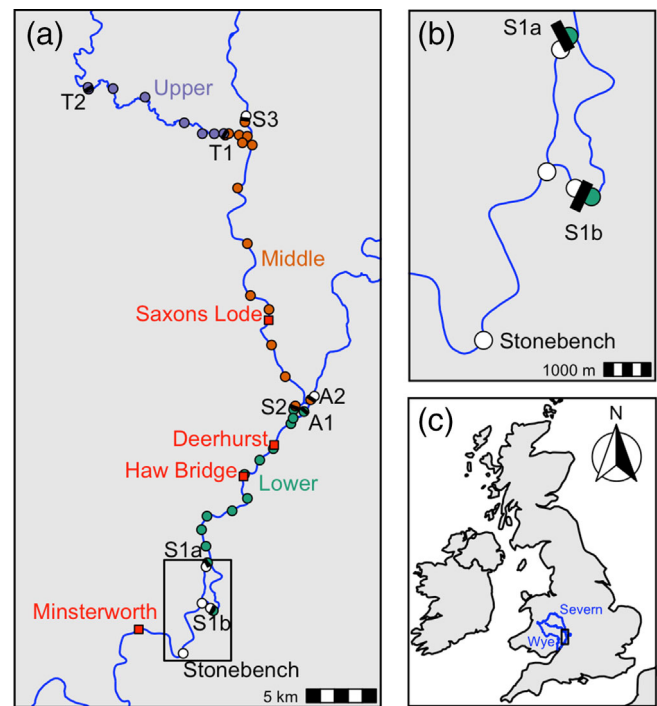 (a)
Upper
T2
S3
T1
Middle
Saxons Lode
A2
S2
A1
Deerhurst
Haw Bridge
Lower
S1a
Minsterworth
S1b
Stonebench
5 km
(b)
S1a
S1b
Stonebench
1000 m
(c)
N
Severn
Wye